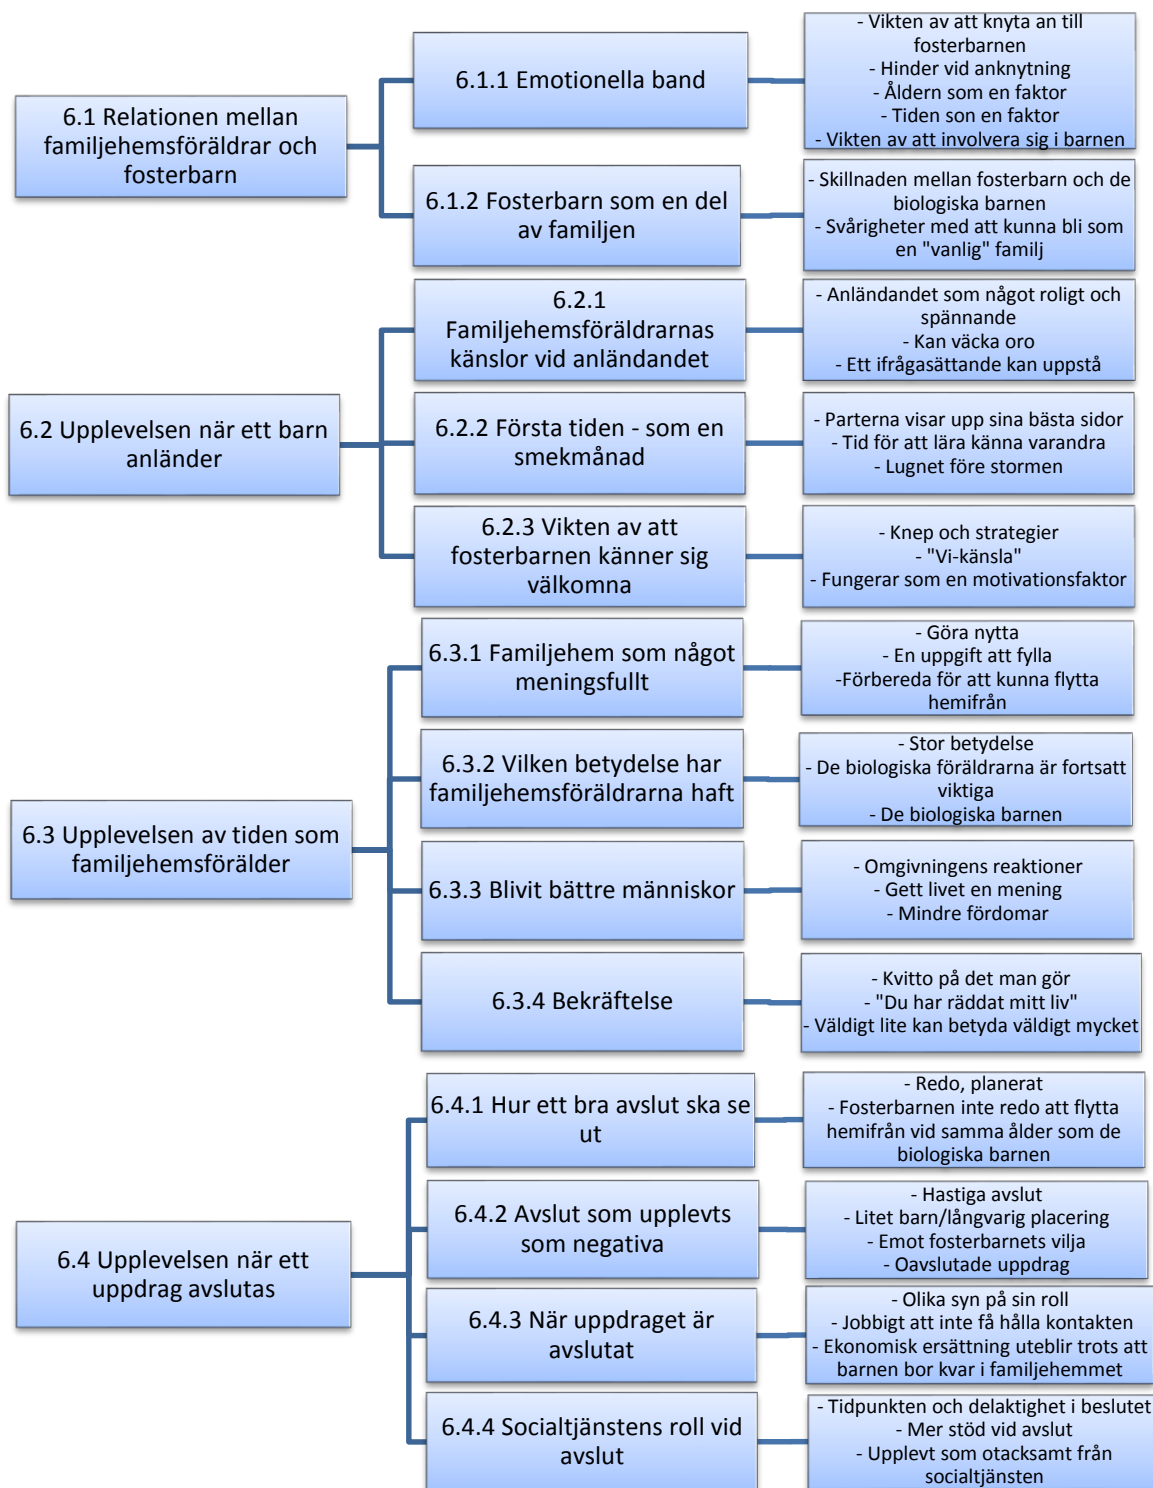 6.1 Relationen mellan
familjehemsföräldrar och
fosterbarn
6.1.1 Emotionella band
- Vikten av att knyta an till
fosterbarnen
- Hinder vid anknytning
- Åldern som en faktor
- Tiden son en faktor
- Vikten av att involvera sig i barnen
6.1.2 Fosterbarn som en del
av familjen
- Skillnaden mellan fosterbarn och de
biologiska barnen
- Svårigheter med att kunna bli som
en "vanlig" familj
6.2 Upplevelsen när ett barn
anländer
6.2.1
Familjehemsföräldrarnas
känslor vid anländandet
- Anländandet som något roligt och
spännande
- Kan väcka oro
- Ett ifrågasättande kan uppstå
6.2.2 Första tiden - som en
smekmånad
- Parterna visar upp sina bästa sidor
- Tid för att lära känna varandra
- Lugnet före stormen
6.2.3 Vikten av att
fosterbarnen känner sig
välkomna
- Knep och strategier
- "Vi-känsla"
- Fungerar som en motivationsfaktor
6.3 Upplevelsen av tiden som
familjehemsförälder
6.3.1 Familjehem som något
meningsfullt
- Göra nytta
- En uppgift att fylla
-Förbereda för att kunna flytta
hemifrån
6.3.2 Vilken betydelse har
familjehemsföräldrarna haft
- Stor betydelse
- De biologiska föräldrarna är fortsatt
viktiga
- De biologiska barnen
6.3.3 Blivit bättre människor
- Omgivningens reaktioner
- Gett livet en mening
- Mindre fördomar
6.3.4 Bekräftelse
- Kvitto på det man gör
- "Du har räddat mitt liv"
- Väldigt lite kan betyda väldigt mycket
6.4 Upplevelsen när ett
uppdrag avslutas
6.4.1 Hur ett bra avslut ska se
ut
- Redo, planerat
- Fosterbarnen inte redo att flytta
hemifrån vid samma ålder som de
biologiska barnen
6.4.2 Avslut som upplevts
som negativa
- Hastiga avslut
- Litet barn/långvarig placering
- Emot fosterbarnets vilja
- Oavslutade uppdrag
6.4.3 När uppdraget är
avslutat
- Olika syn på sin roll
- Jobbigt att inte få hålla kontakten
- Ekonomisk ersättning uteblir trots att
barnen bor kvar i familjehemmet
6.4.4 Socialtjänstens roll vid
avslut
- Tidpunkten och delaktighet i beslutet
- Mer stöd vid avslut
- Upplevt som otacksamt från
socialtjänsten